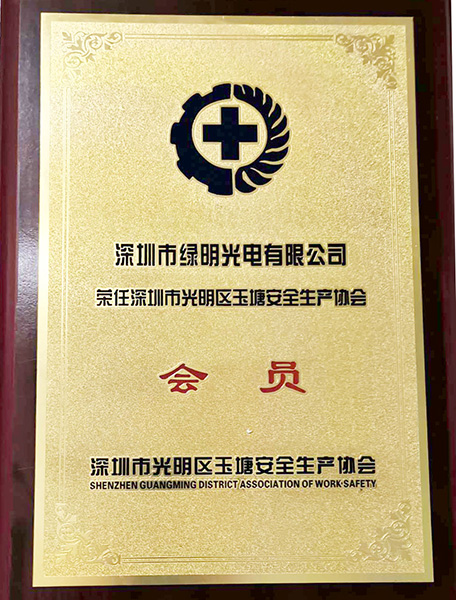 深圳市绿明光电有限公司
荣任深圳市光明区玉塘安全生产协会
会 员
深圳市光明区玉塘安全生产协会
SHENZHEN GUANGMING DISTRICT ASSOCIATION OF WORK-SAFETY